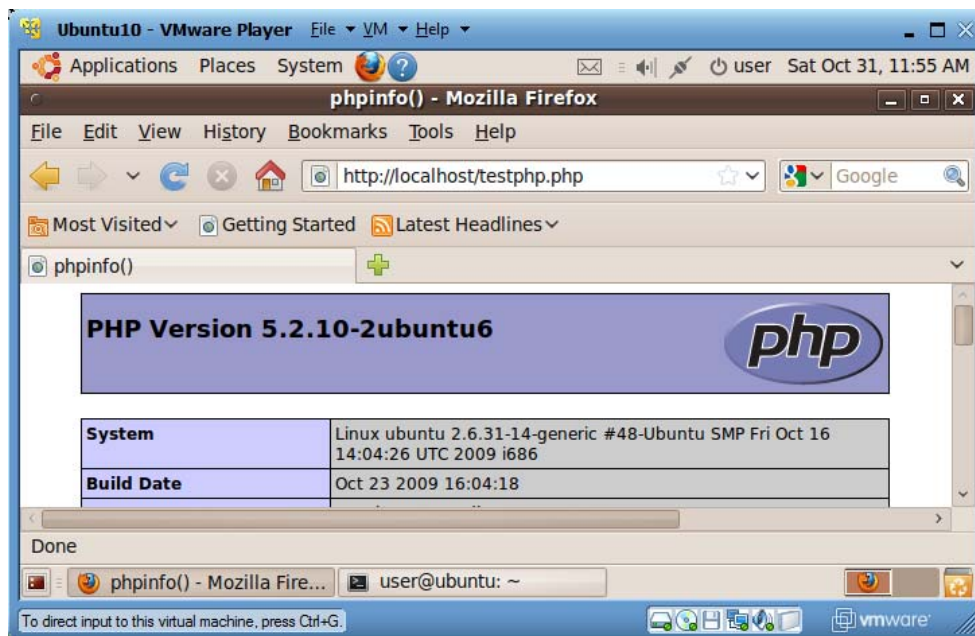 Ubuntu10 - VMware Player File VM Help
Applications Places System ? user Sat Oct 31, 11:55 AM
phpinfo() - Mozilla Firefox
File Edit View History Bookmarks Tools Help
http://localhost/testphp.php Google
Most Visited Getting Started Latest Headlines
phpinfo()
PHP Version 5.2.10-2ubuntu6 php
System Linux ubuntu 2.6.31-14-generic #48-Ubuntu SMP Fri Oct 16
14:04:26 UTC 2009 i686
Build Date Oct 23 2009 16:04:18
Done
phpinfo() - Mozilla Fire... user@ubuntu: ~
To direct input to this virtual machine, press Ctrl+G. vmware